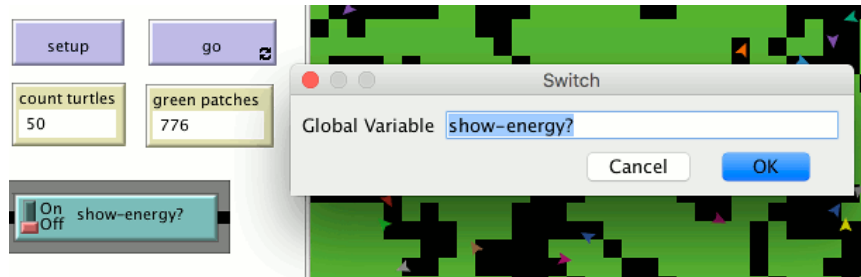 setup
go
Switch
count turtles
50
green patches
776
Global Variable show-energy?
Cancel
OK
On
Off
show-energy?